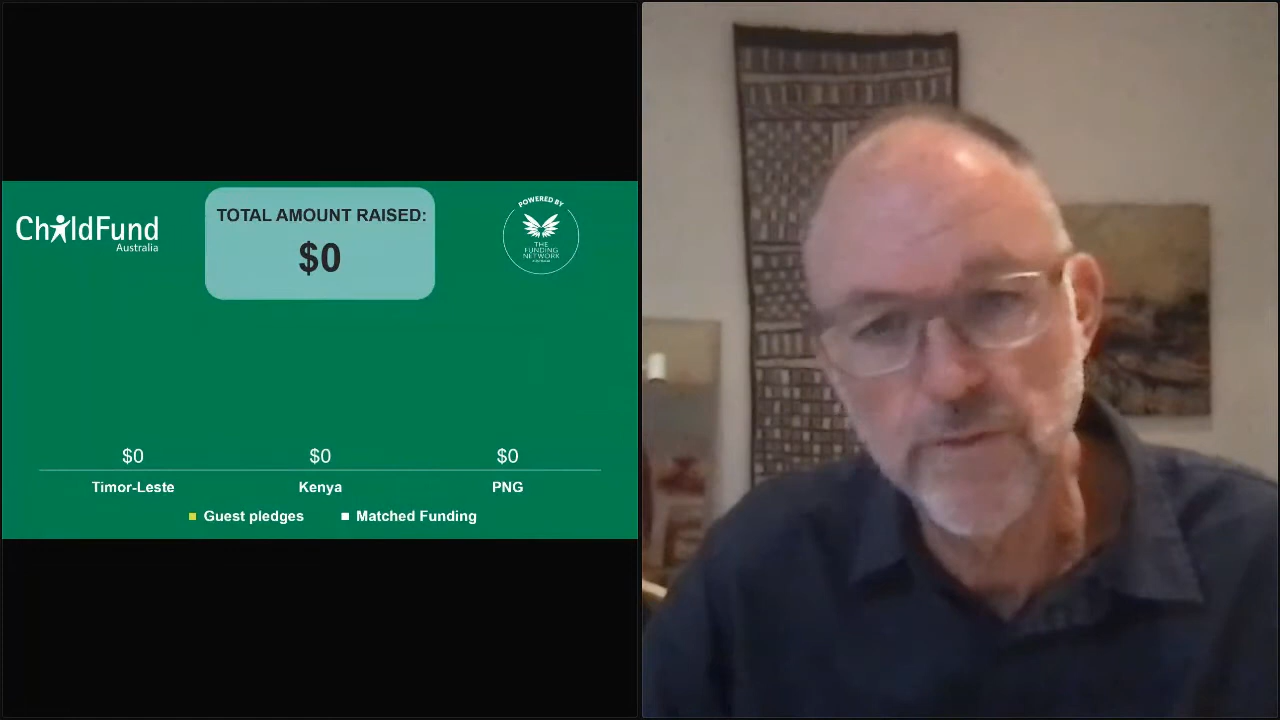 ChildFund
Australia
TOTAL AMOUNT RAISED:
$0
POWERED BY
THE
FUNDING
NETWORK
AUSTRALIA
$0 $0 $0
Timor-Leste Kenya PNG
Guest pledges Matched Funding